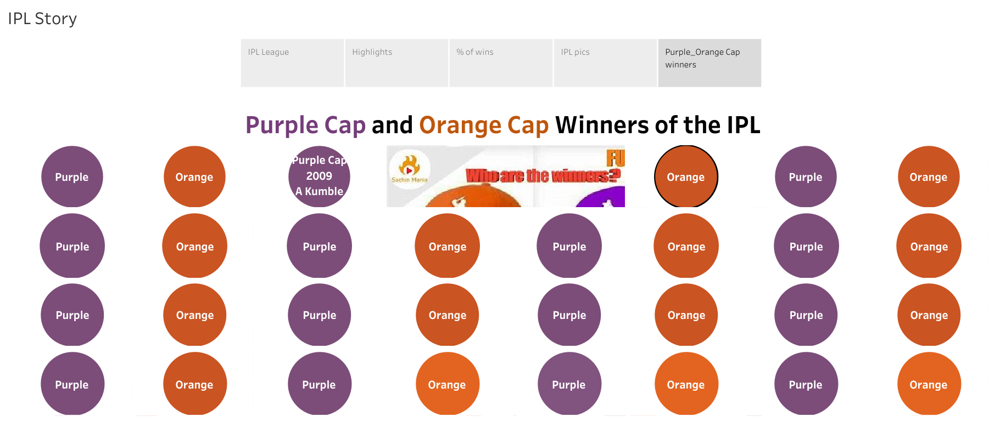 IPL Story
IPL League
Highlights
% of wins
IPL pics
Purple_Orange Cap
winners
Purple Cap and Orange Cap Winners of the IPL
Purple
Orange
Purple Cap
2009
A Kumble
Sachin Mania
FU
Who are the winners?
Orange
Purple
Orange
Purple
Orange
Purple
Orange
Purple
Orange
Purple
Orange
Purple
Orange
Purple
Orange
Purple
Orange
Purple
Orange
Purple
Orange
Purple
Orange
Purple
Orange
Purple
Orange